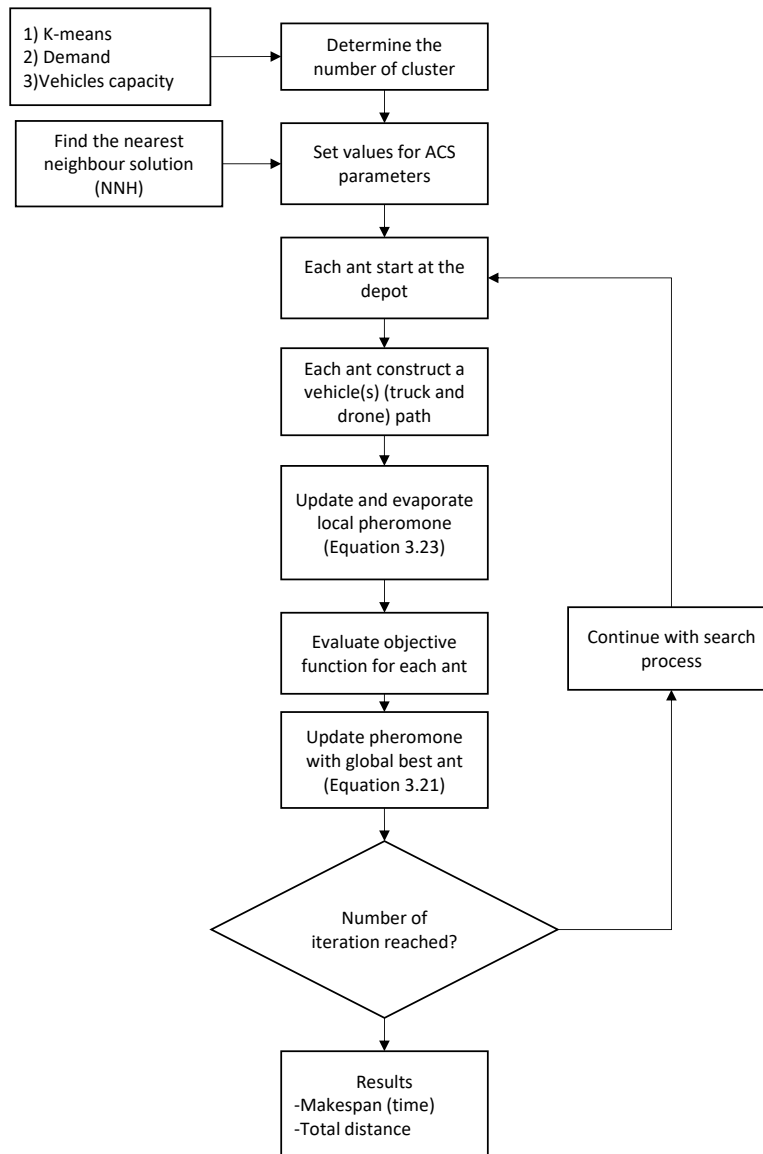 1) K-means
2) Demand
3)Vehicles capacity
Determine the
number of cluster
Find the nearest
neighbour solution
(NNH)
Set values for ACS
parameters
Each ant start at the
depot
Each ant construct a
vehicle(s) (truck and
drone) path
Update and evaporate
local pheromone
(Equation 3.23)
Evaluate objective
function for each ant
Continue with search
process
Update pheromone
with global best ant
(Equation 3.21)
Number of
iteration reached?
Results
-Makespan (time)
-Total distance